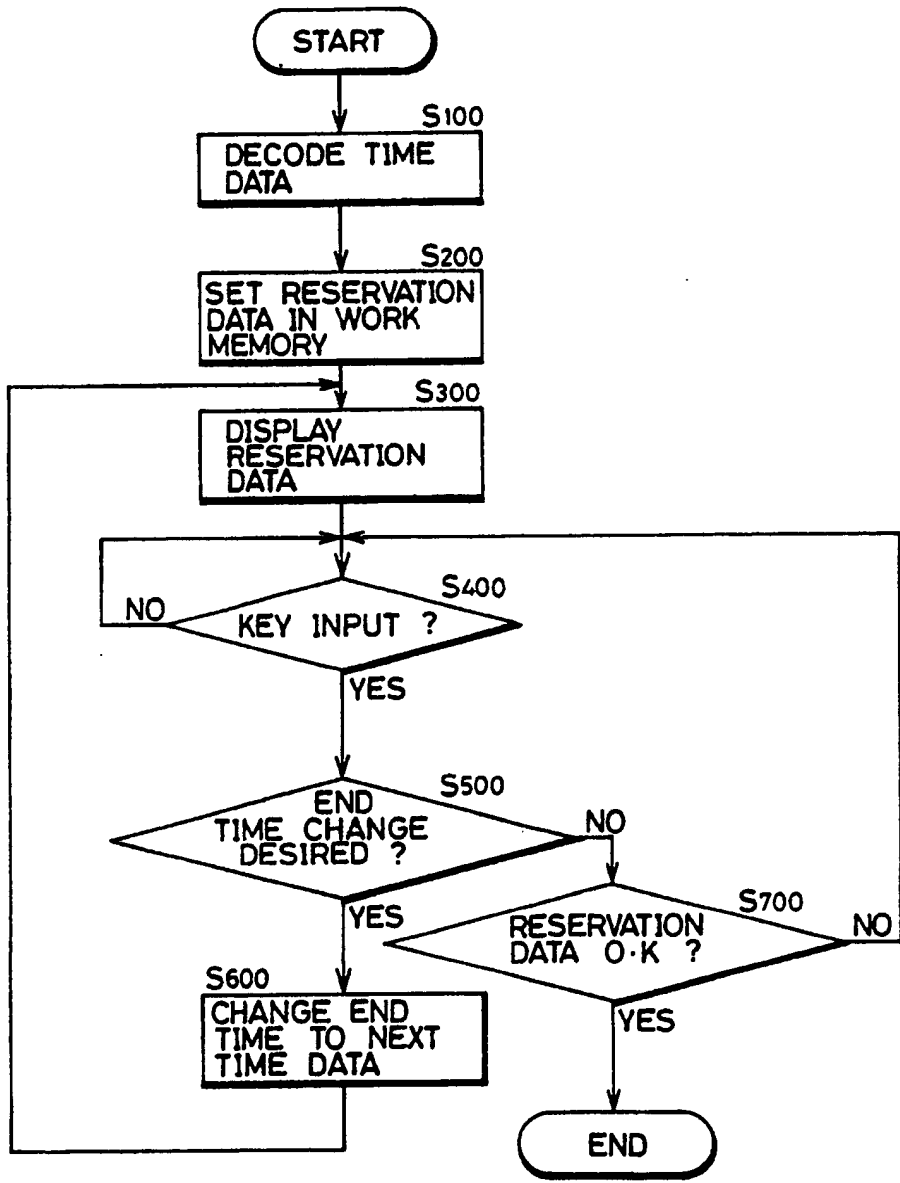 START
S100
DECODE TIME
DATA
S200
SET RESERVATION
DATA IN WORK
MEMORY
S300
DISPLAY
RESERVATION
DATA
S400
NO
KEY INPUT ?
YES
S500
END
TIME CHANGE
DESIRED ?
NO
YES
S700
RESERVATION
DATA O·K ?
NO
YES
S600
CHANGE END
TIME TO NEXT
TIME DATA
END